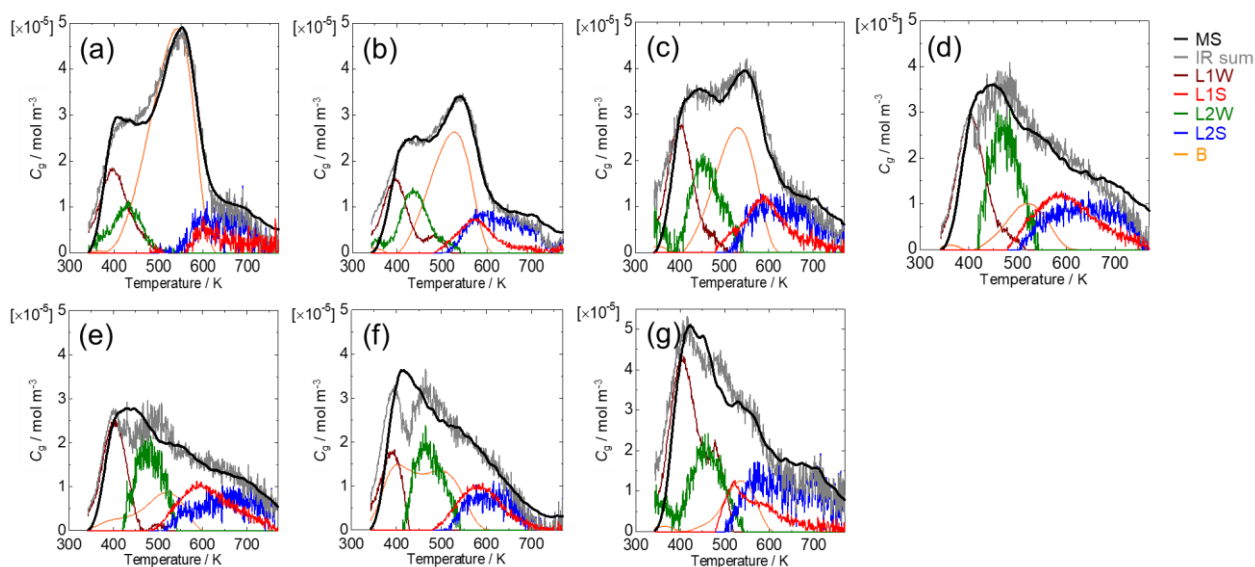 [×10⁻⁵] 5
(a)
4
3
2
1
0
300 400 500 600 700
Temperature / K
C_g / mol m⁻³
[×10⁻⁵] 5
(b)
4
3
2
1
0
300 400 500 600 700
Temperature / K
C_g / mol m⁻³
[×10⁻⁵] 5
(c)
4
3
2
1
0
300 400 500 600 700
Temperature / K
C_g / mol m⁻³
[×10⁻⁵] 5
(d)
4
3
2
1
0
300 400 500 600 700
Temperature / K
C_g / mol m⁻³
MS
IR sum
L1W
L1S
L2W
L2S
B
[×10⁻⁵] 5
(e)
4
3
2
1
0
300 400 500 600 700
Temperature / K
C_g / mol m⁻³
[×10⁻⁵] 5
(f)
4
3
2
1
0
300 400 500 600 700
Temperature / K
C_g / mol m⁻³
[×10⁻⁵]
(g)
5
4
3
2
1
0
300 400 500 600 700
Temperature / K
C_g / mol m⁻³